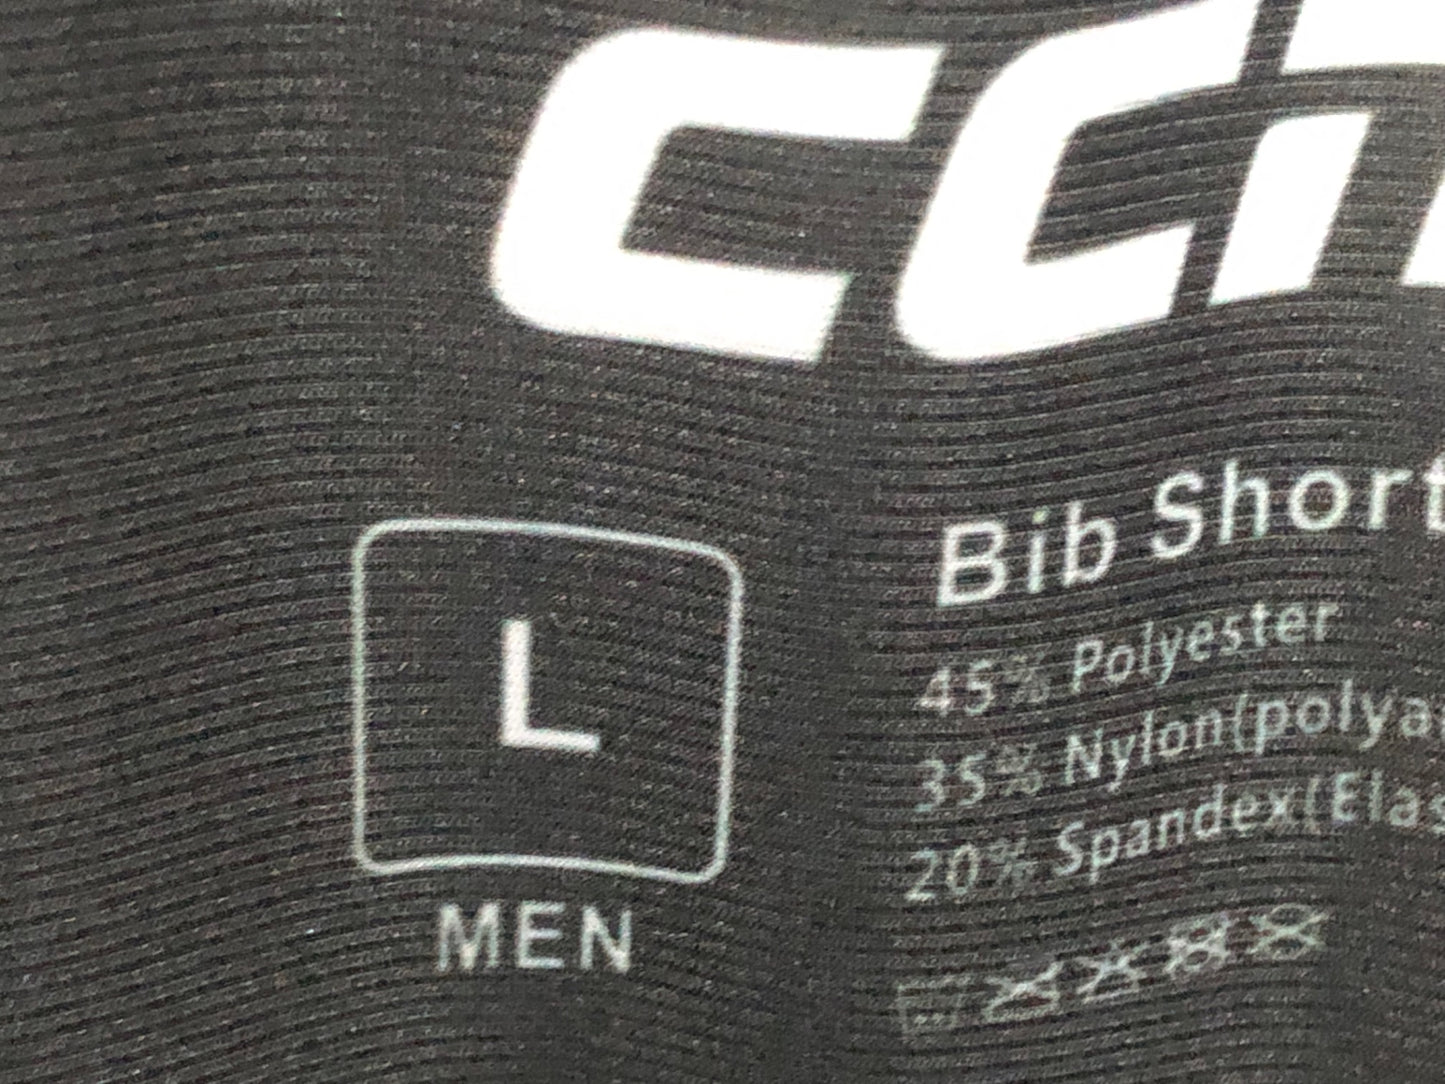 Bib Short
L
45% Polyester
35% Nylon(polya
20% Spandex(Elas
MEN